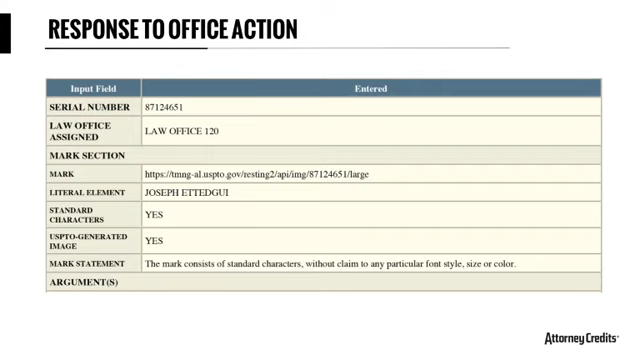 RESPONSE TO OFFICE ACTION
Input Field Entered
SERIAL NUMBER 87124651
LAW OFFICE
ASSIGNED LAW OFFICE 120
MARK SECTION
MARK https://tmng-al.uspto.gov/resting2/api/img/87124651/large
LITERAL ELEMENT JOSEPH ETTEDGUI
STANDARD
CHARACTERS YES
USPTO-GENERATED
IMAGE YES
MARK STATEMENT The mark consists of standard characters, without claim to any particular font style, size or color.
ARGUMENT(S)
Attorney Credits